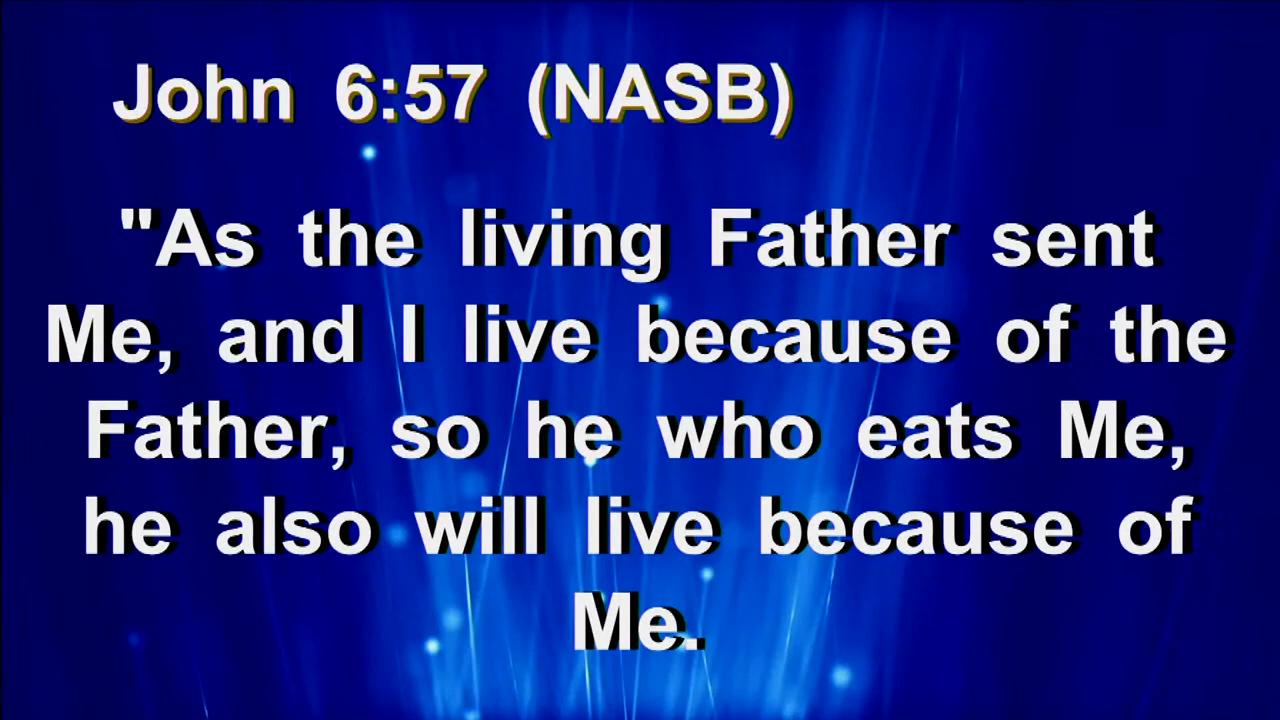 John 6:57 (NASB)
"As the living Father sent
Me, and I live because of the
Father, so he who eats Me,
he also will live because of
Me.